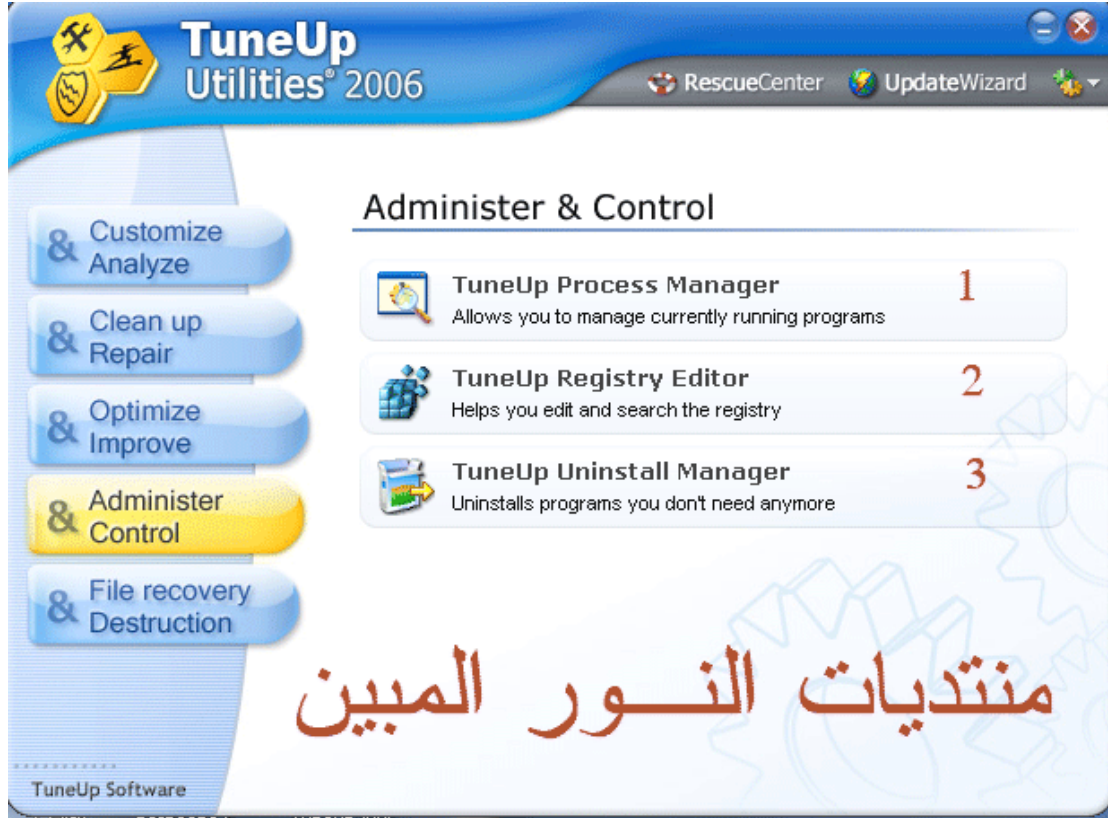 TuneUp
Utilities® 2006
RescueCenter UpdateWizard
Administer & Control
& Customize
Analyze
& Clean up
Repair
& Optimize
Improve
& Administer
Control
& File recovery
Destruction
TuneUp Process Manager 1
Allows you to manage currently running programs
TuneUp Registry Editor 2
Helps you edit and search the registry
TuneUp Uninstall Manager 3
Uninstalls programs you don't need anymore
منتديات النـــور المبين
TuneUp Software